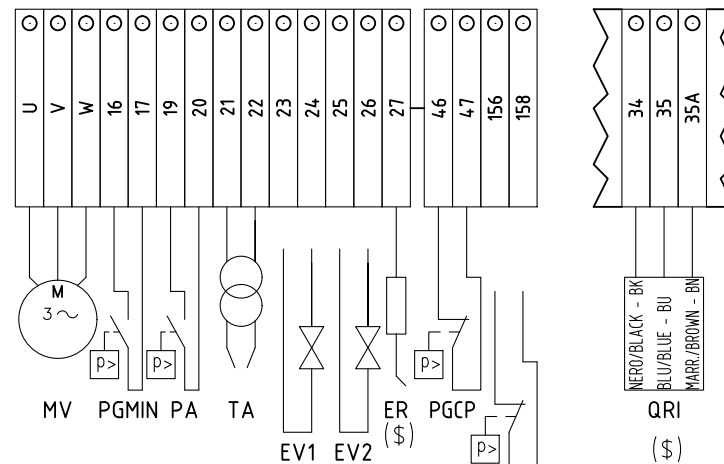 U V W 16 17 19 20 21 22 23 24 25 26 27 46 47 156 158 34 35 35A
M
3~
p>
p>
p>
p>
NERO/BLACK - BK
BLU/BLUE - BU
MARR./BROWN - BN
MV PGMIN PA TA ER PGCP QRI
($)
EV1 EV2
($)